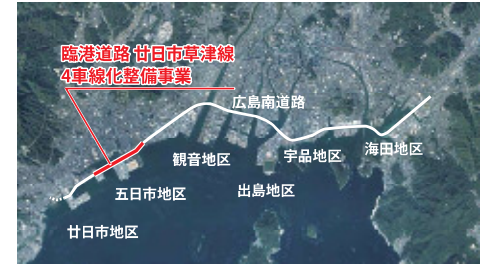 臨港道路 廿日市草津線
4車線化整備事業
広島南道路
海田地区
宇品地区
観音地区
五日市地区
出島地区
廿日市地区